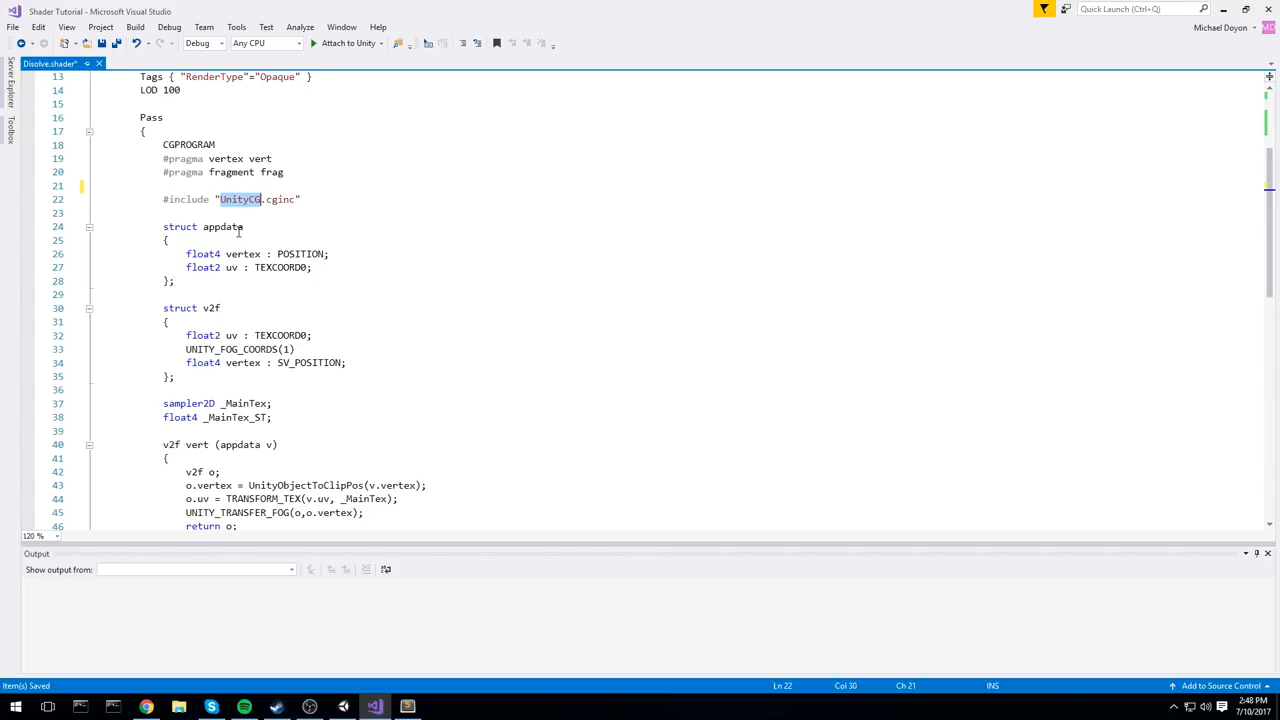 Shader Tutorial - Microsoft Visual Studio
Quick Launch (Ctrl+Q)
File Edit View Project Build Debug Team Tools Test Analyze Window Help
Michael Doyon
MD
Debug Any CPU Attach to Unity
Disolve.shader*
Server Explorer
Toolbox
13 Tags { "RenderType"="Opaque" }
14 LOD 100
15
16 Pass
17 {
18 CGPROGRAM
19 #pragma vertex vert
20 #pragma fragment frag
21
22 #include "UnityCG.cginc"
23
24 struct appdata
25 {
26 float4 vertex : POSITION;
27 float2 uv : TEXCOORD0;
28 };
29
30 struct v2f
31 {
32 float2 uv : TEXCOORD0;
33 UNITY_FOG_COORDS(1)
34 float4 vertex : SV_POSITION;
35 };
36
37 sampler2D _MainTex;
38 float4 _MainTex_ST;
39
40 v2f vert (appdata v)
41 {
42 v2f o;
43 o.vertex = UnityObjectToClipPos(v.vertex);
44 o.uv = TRANSFORM_TEX(v.uv, _MainTex);
45 UNITY_TRANSFER_FOG(o,o.vertex);
46 return o;
120 %
Output
Show output from:
Item(s) Saved Ln 22 Col 30 Ch 21 INS Add to Source Control
2:48 PM
7/10/2017